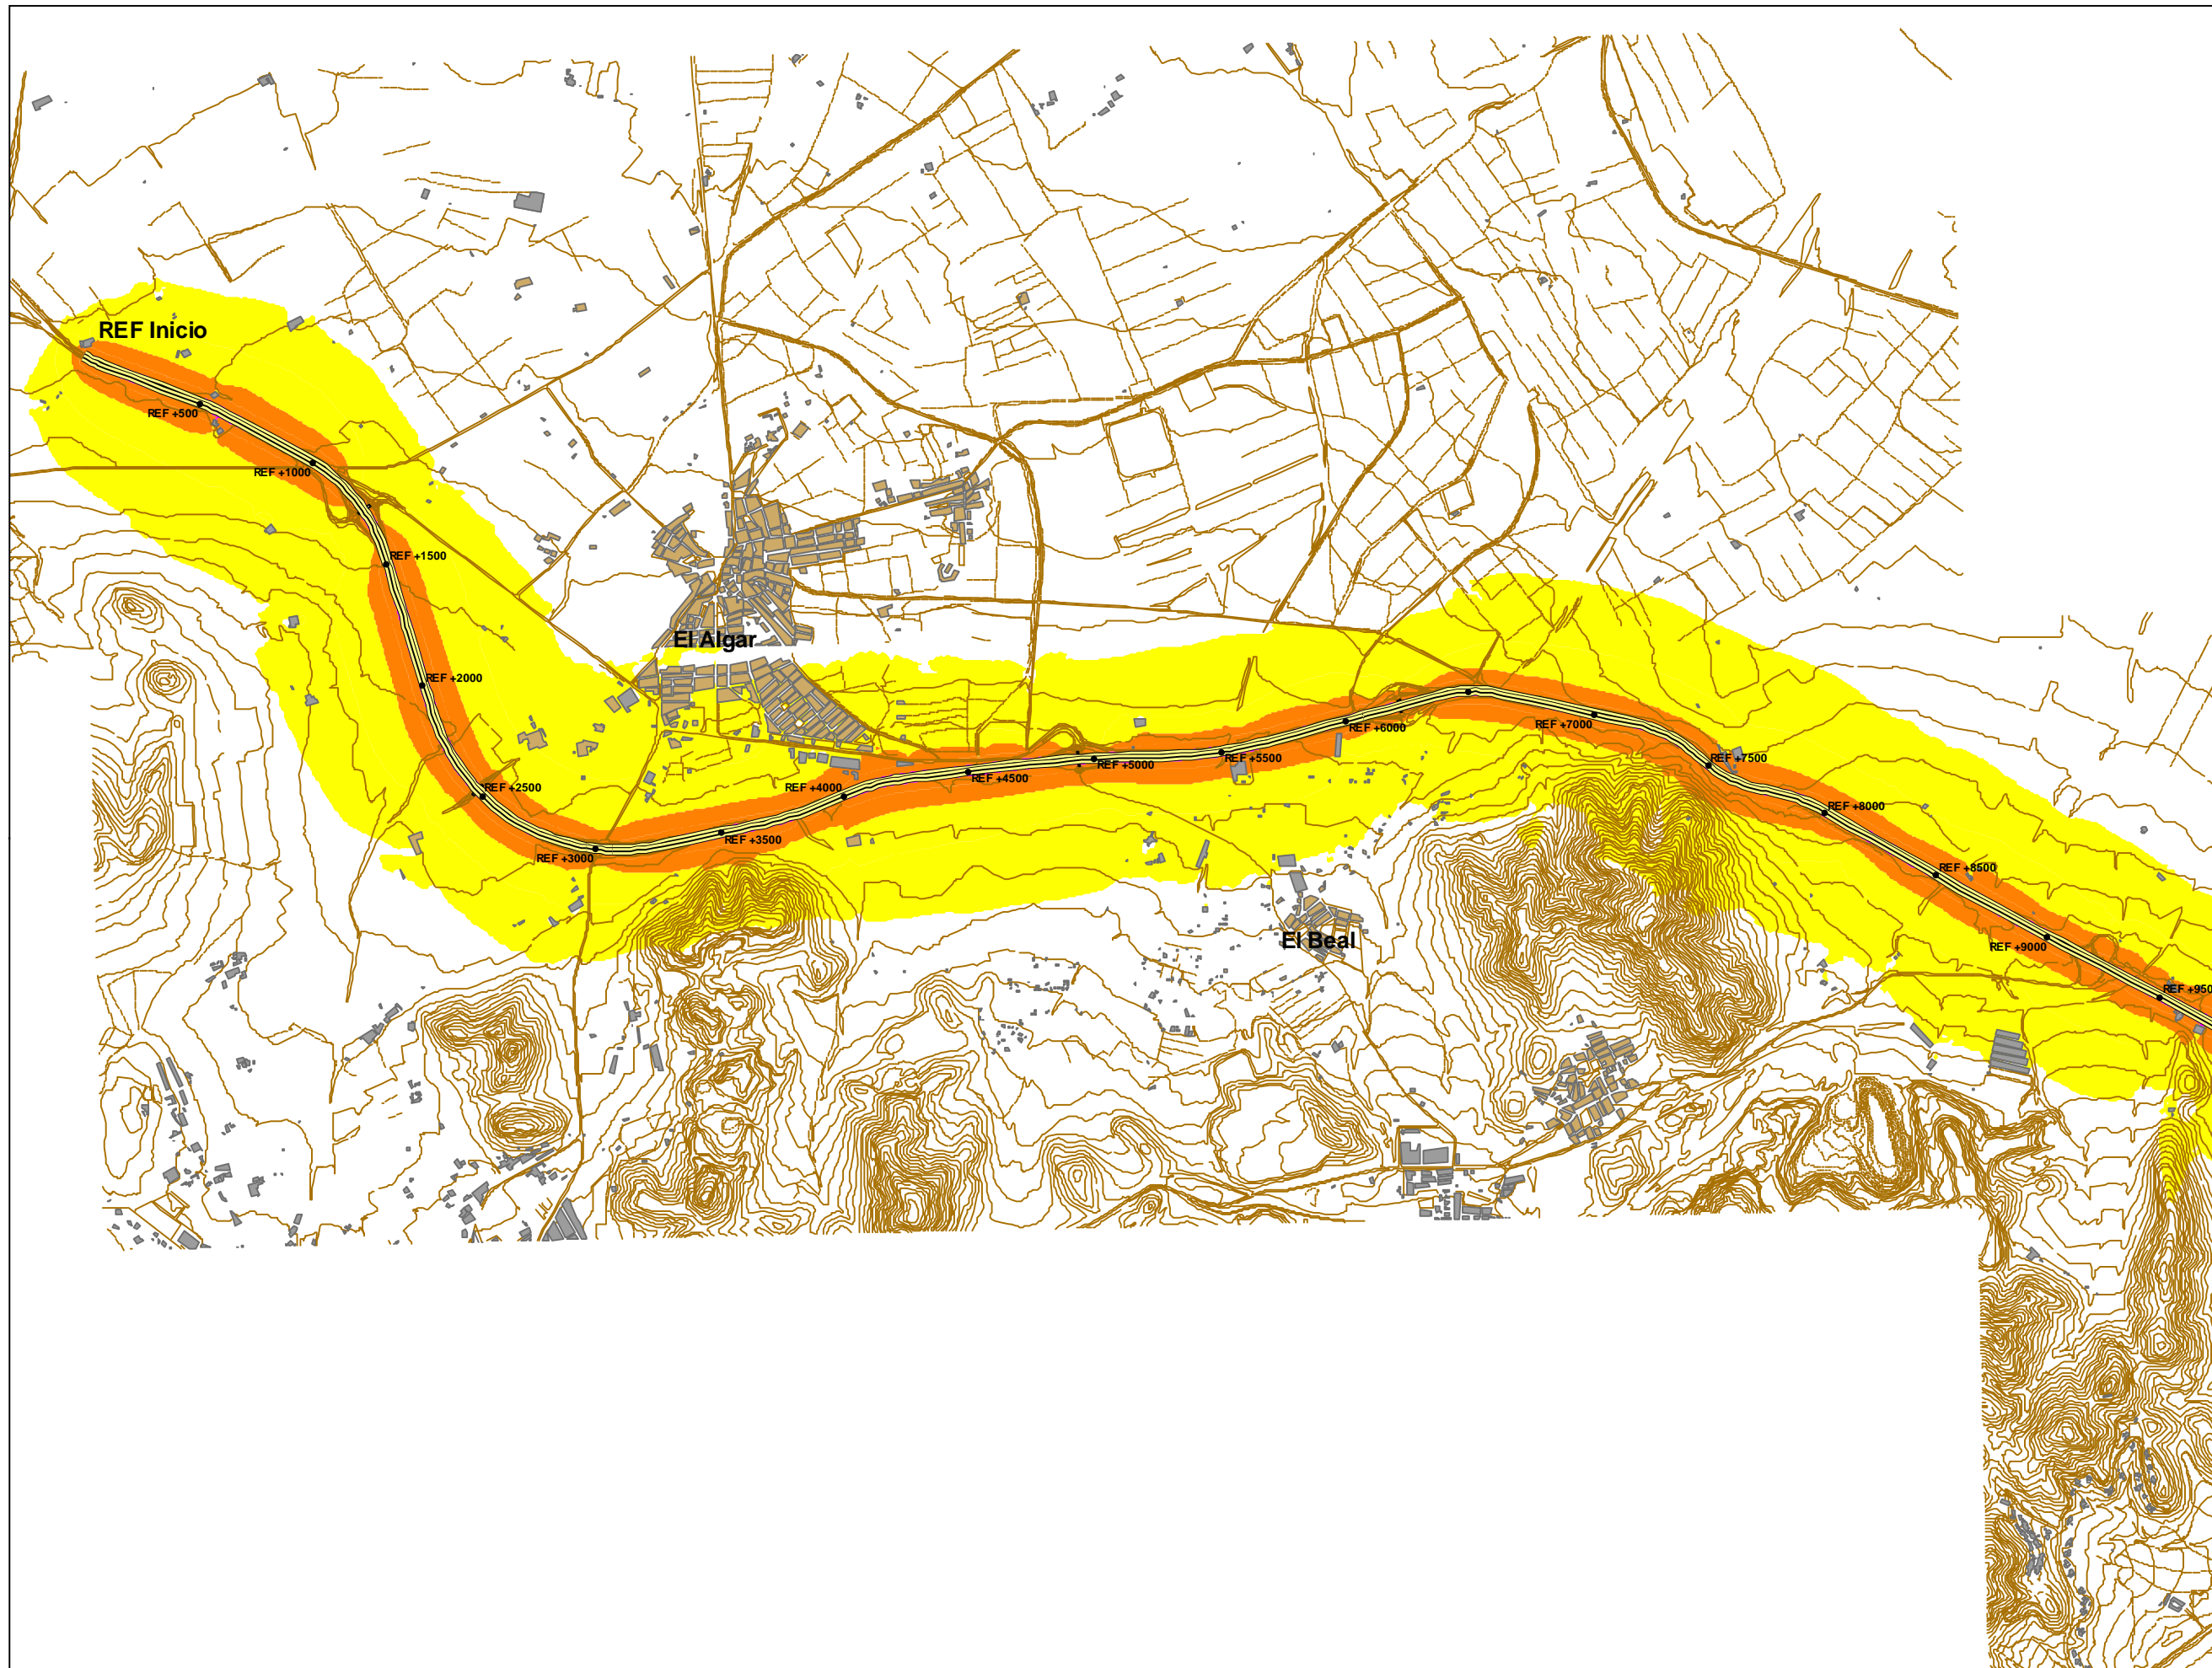 REF Inicio
REF +500
REF +1000
REF +1500
El Algar
REF +2000
REF +7000
REF +6000
REF +5500
REF +7500
REF +5000
REF +4500
REF +2500
REF +4000
REF +8000
REF +3500
REF +3000
REF +8500
El Beal
REF +9000
REF +950